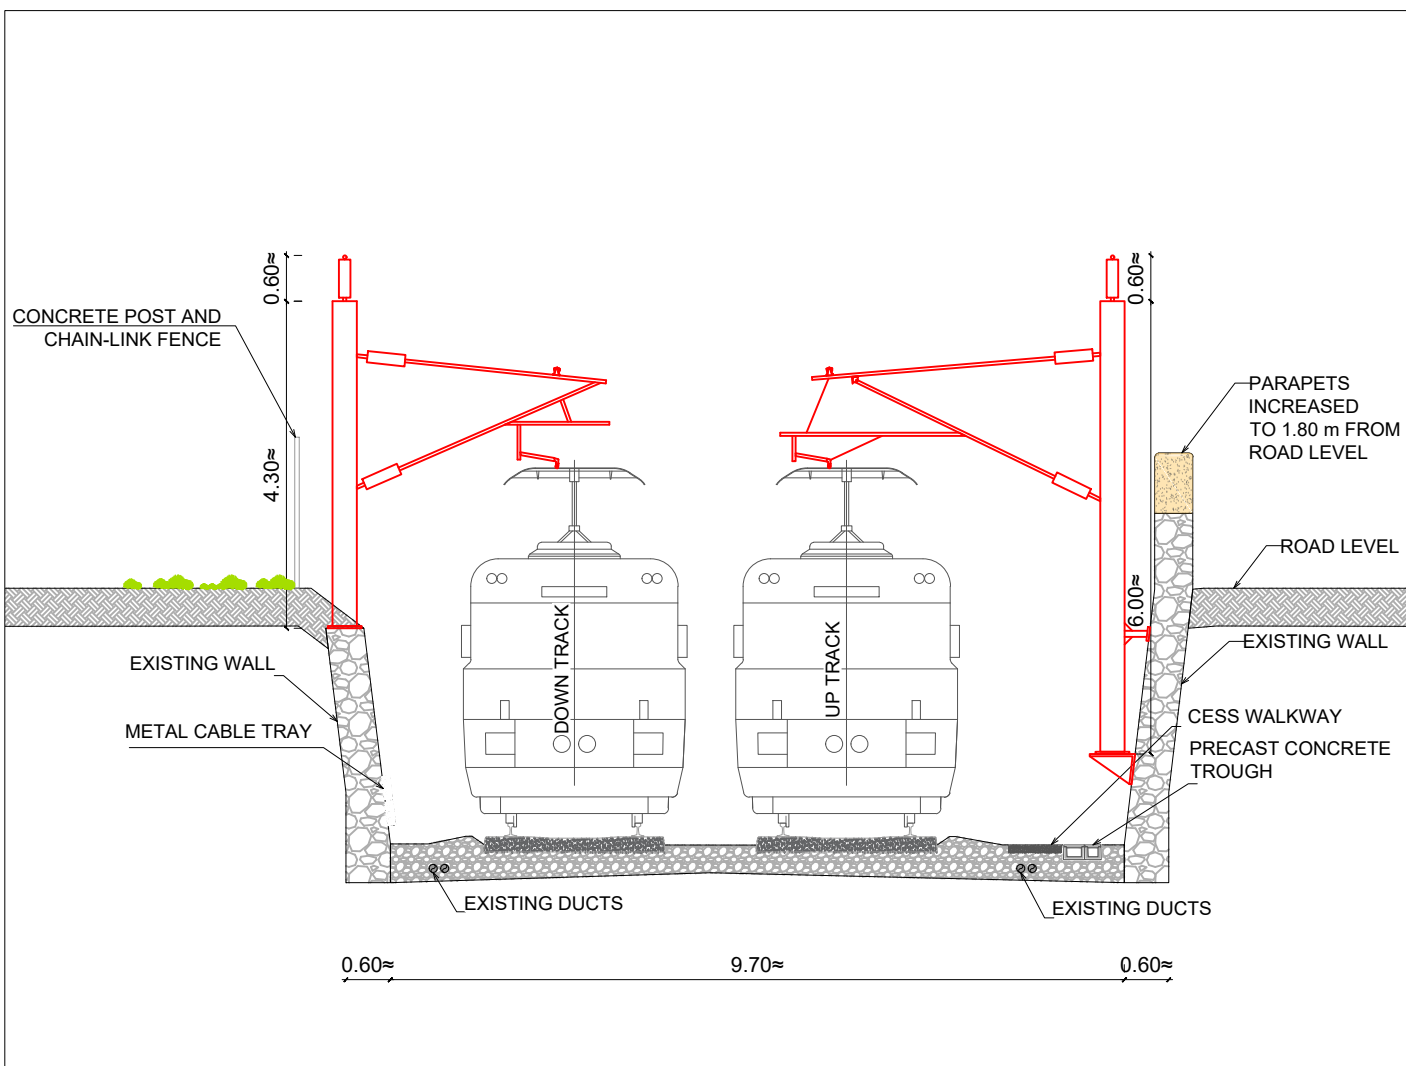 0.60≈
0.60≈
CONCRETE POST AND
CHAIN-LINK FENCE
PARAPETS
INCREASED
TO 1.80 m FROM
ROAD LEVEL
4.30≈
ROAD LEVEL
6.00≈
DOWN TRACK
UP TRACK
EXISTING WALL
EXISTING WALL
METAL CABLE TRAY
CESS WALKWAY
PRECAST CONCRETE
TROUGH
EXISTING DUCTS
EXISTING DUCTS
0.60≈
9.70≈
0.60≈